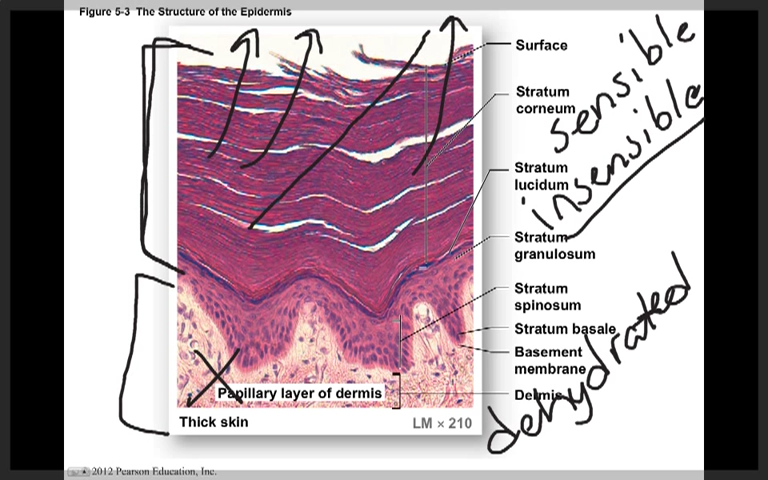 Figure 5-3 The Structure of the Epidermis
Surface
Stratum
corneum
sensible
insensible
Stratum
lucidum
Stratum
granulosum
Stratum
spinosum
Stratum basale
Basement
membrane
Dermis
dehydrated
Papillary layer of dermis
Thick skin
LM × 210
© 2012 Pearson Education, Inc.